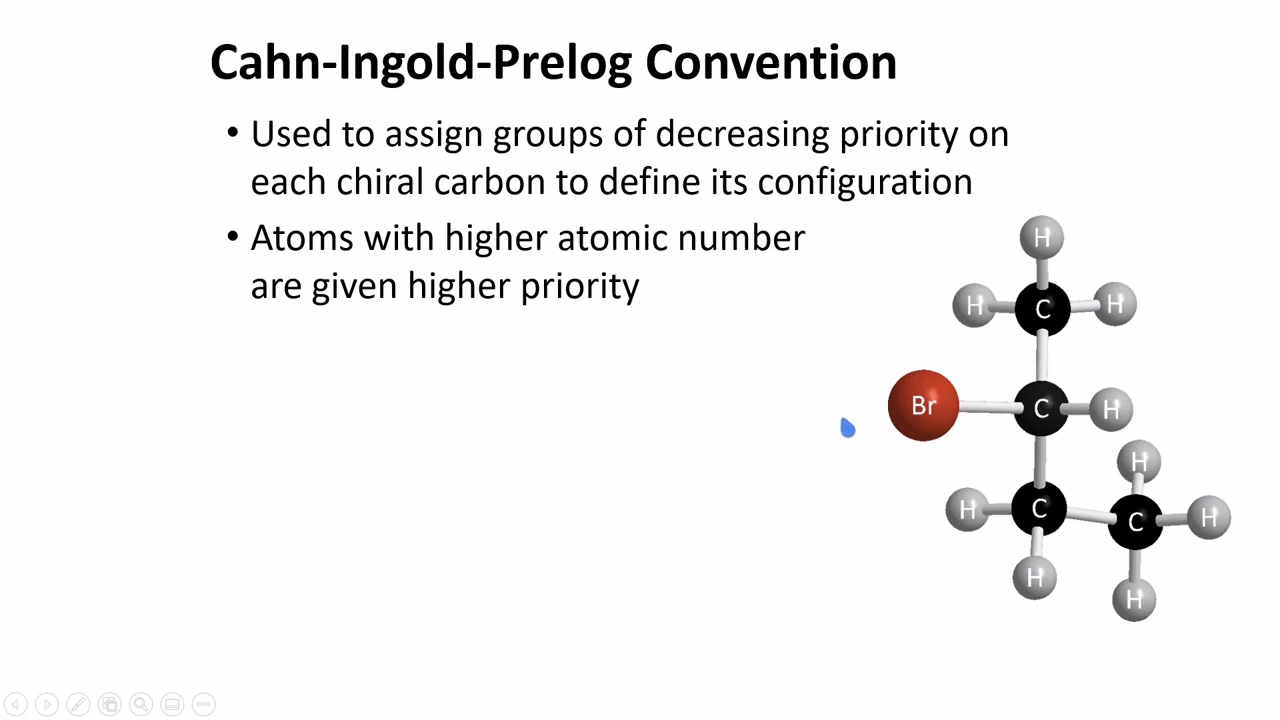 Cahn-Ingold-Prelog Convention
• Used to assign groups of decreasing priority on
each chiral carbon to define its configuration
• Atoms with higher atomic number
are given higher priority
H
H C H
Br C H
H
H C C H
H
H